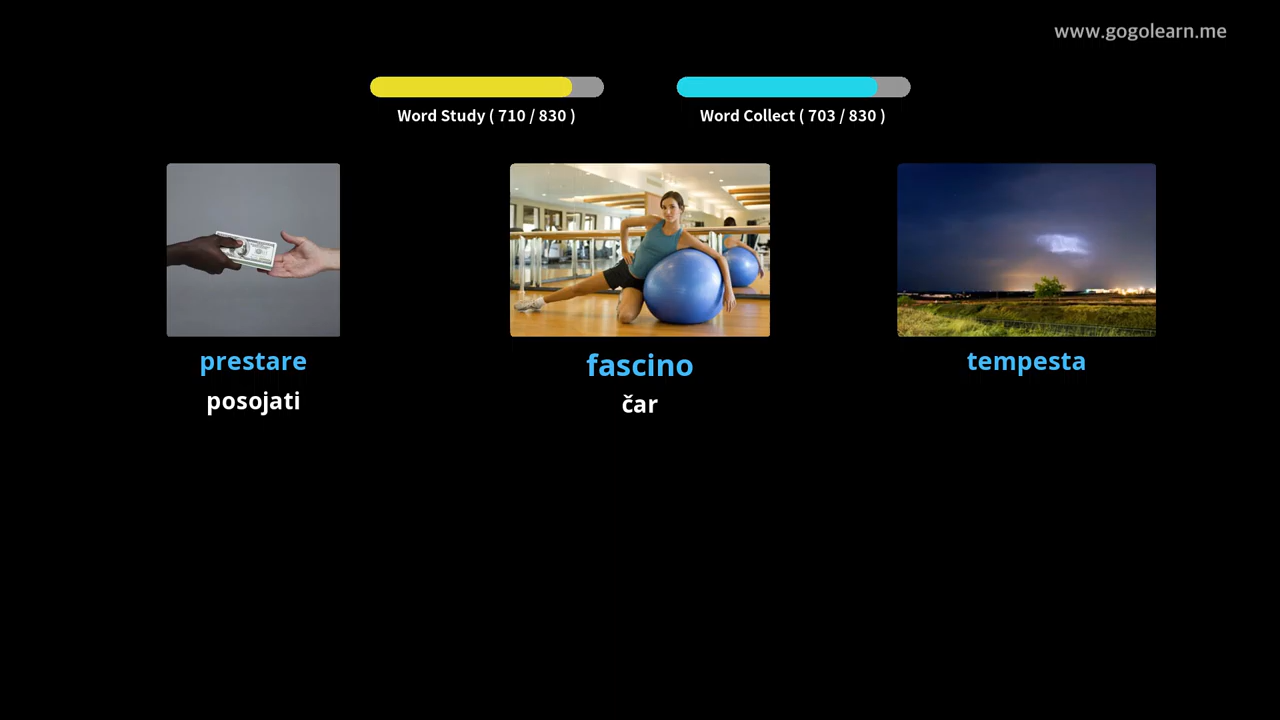 www.gogolearn.me
Word Study ( 710 / 830 )
Word Collect ( 703 / 830 )
prestare
posojati
fascino
čar
tempesta